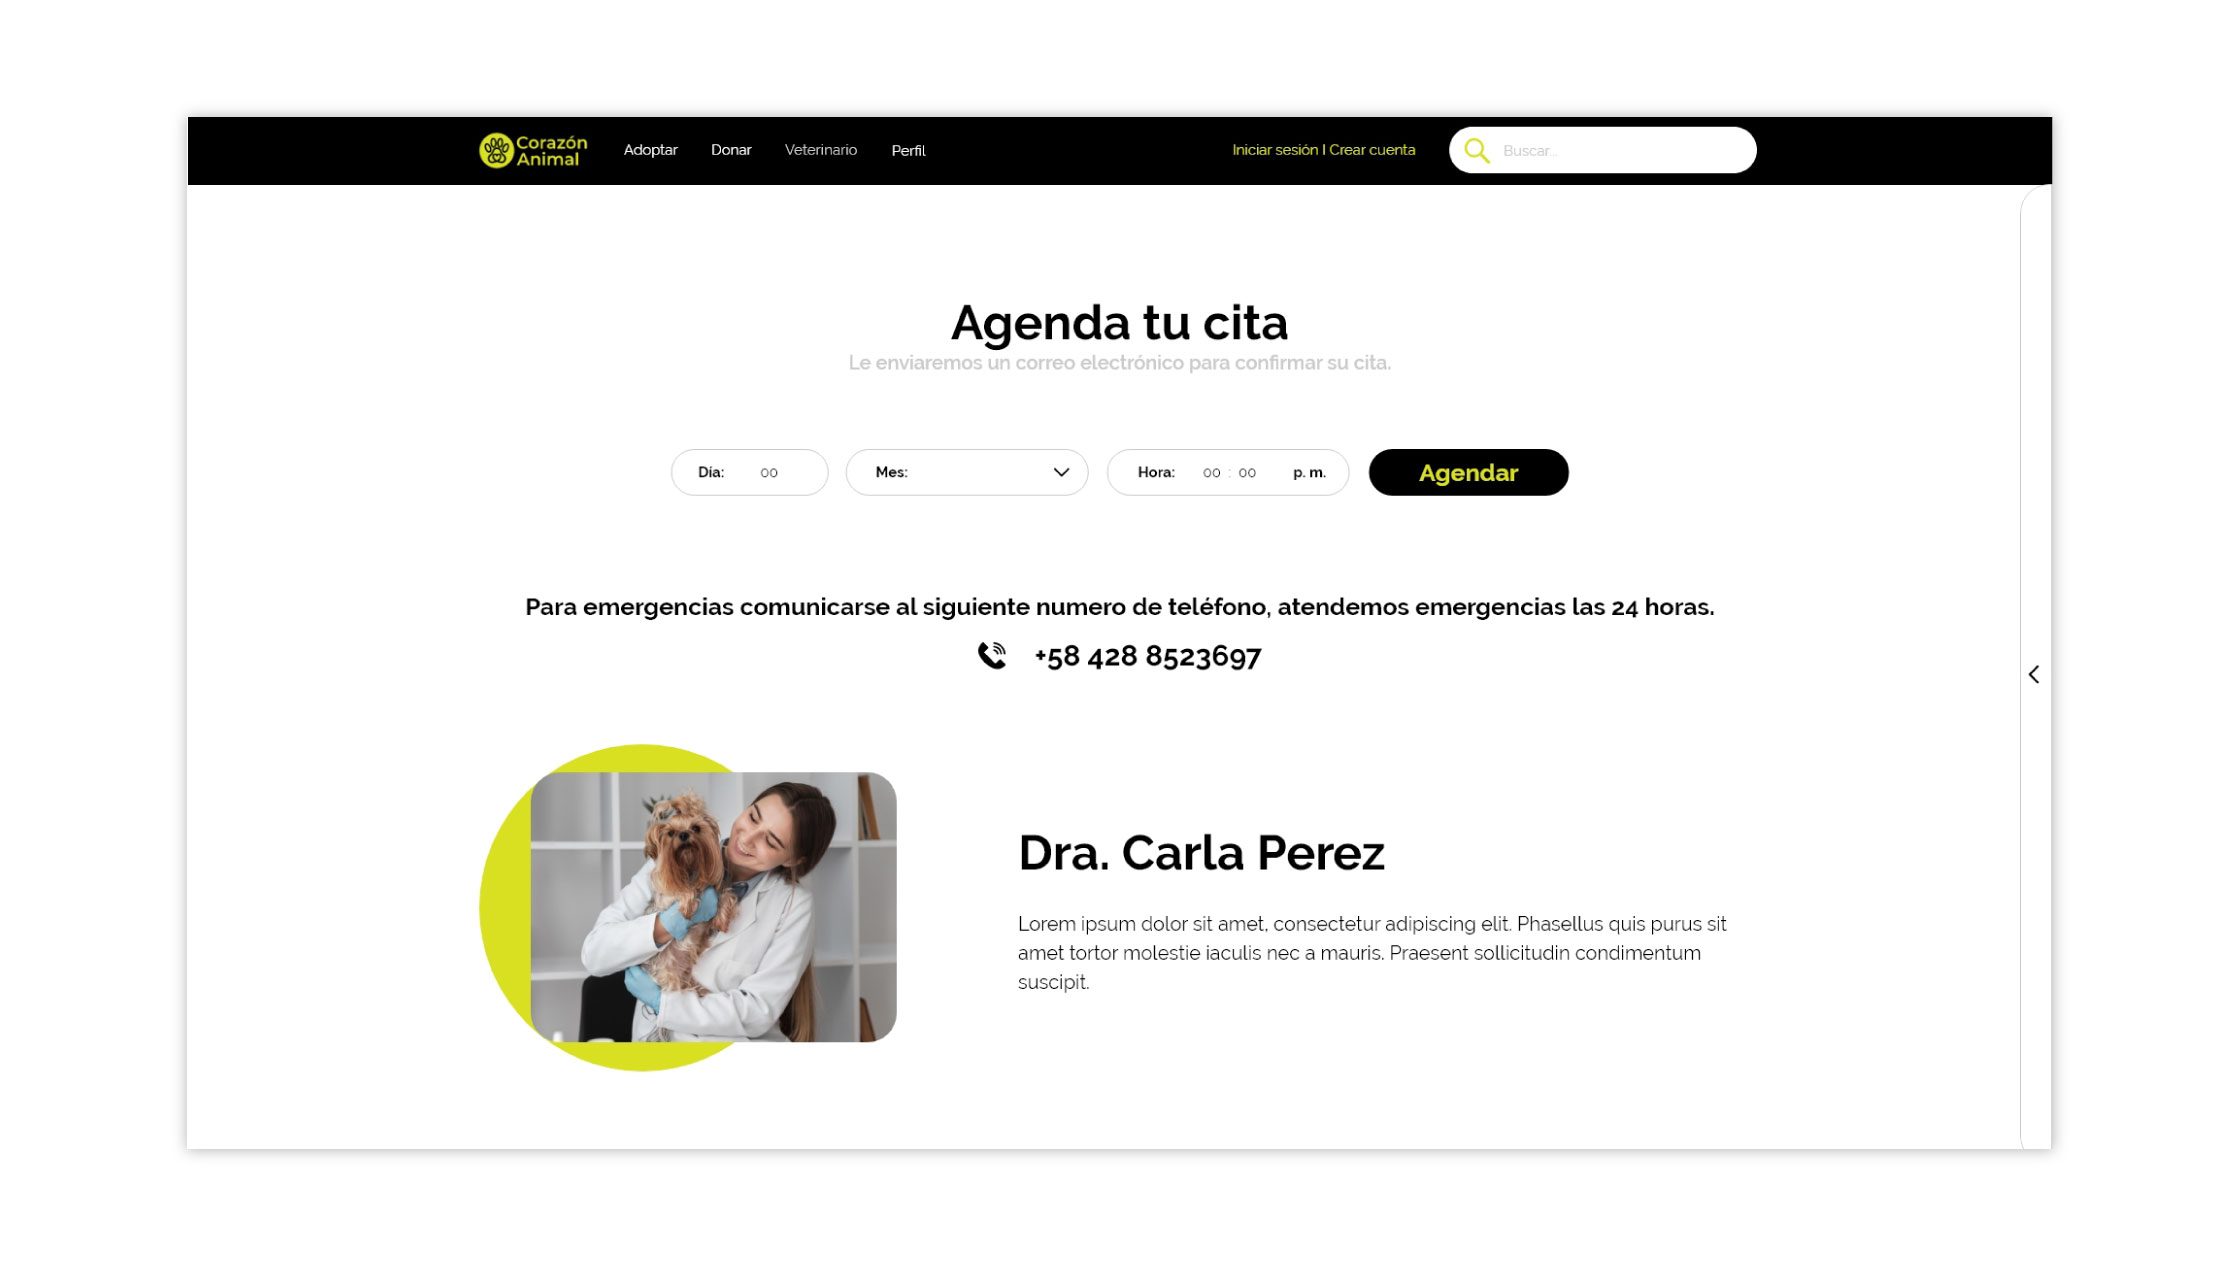 Corazón
Animal
Adoptar Donar Veterinario Perfil Iniciar sesión | Crear cuenta Buscar...
Agenda tu cita
Le enviaremos un correo electrónico para confirmar su cita.
Día: 00 Mes: Hora: 00 : 00 p. m. Agendar
Para emergencias comunicarse al siguiente numero de teléfono, atendemos emergencias las 24 horas.
+58 428 8523697
Dra. Carla Perez
Lorem ipsum dolor sit amet, consectetur adipiscing elit. Phasellus quis purus sit
amet tortor molestie iaculis nec a mauris. Praesent sollicitudin condimentum
suscipit.